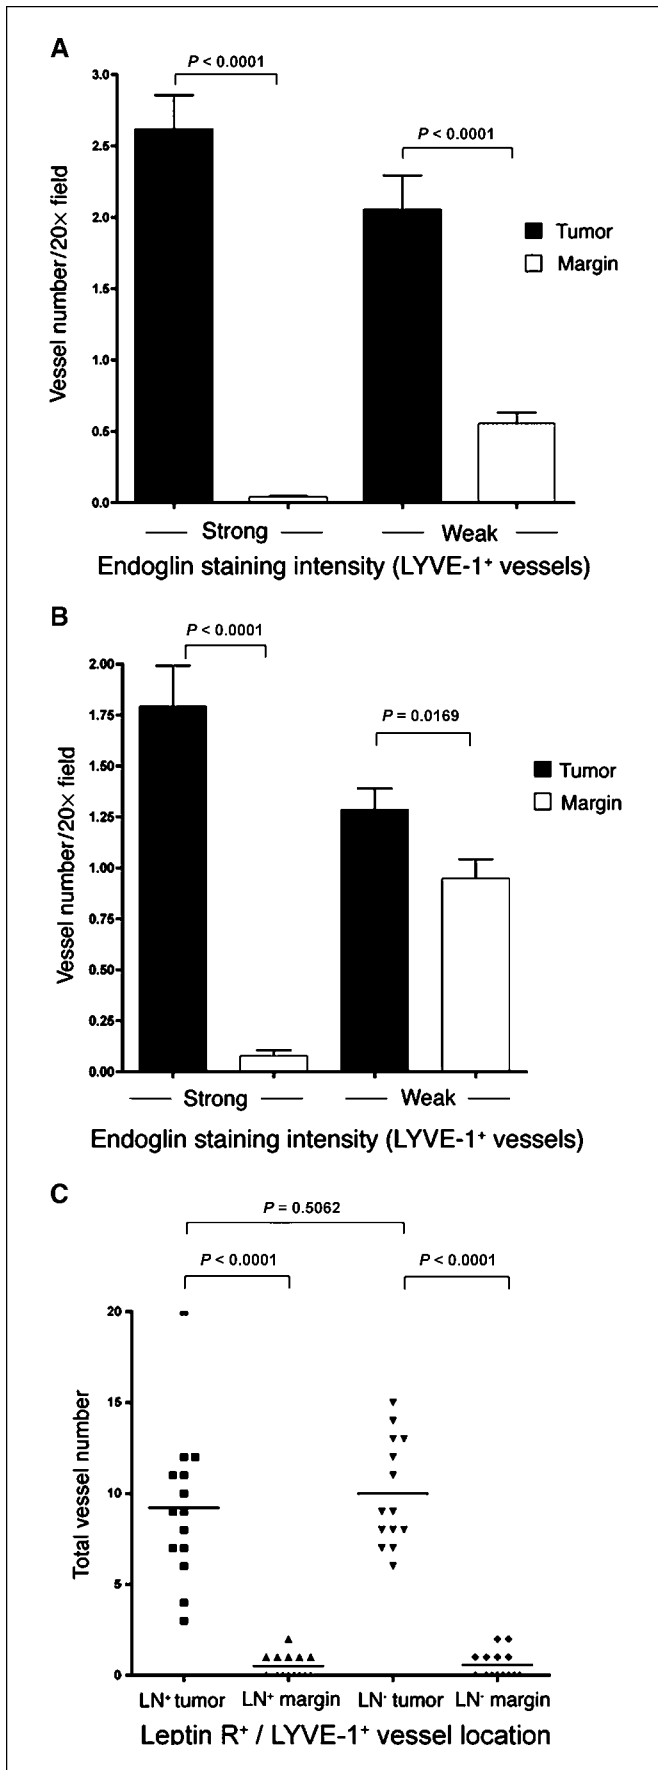 A
P < 0.0001
P < 0.0001
3.0
2.5
2.0
1.5
1.0
0.5
0.0
Vessel number/20× field
Tumor
Margin
Strong
Weak
Endoglin staining intensity (LYVE-1⁺ vessels)
B
P < 0.0001
P = 0.0169
2.00
1.75
1.50
1.25
1.00
0.75
0.50
0.25
0.00
Vessel number/20× field
Tumor
Margin
Strong
Weak
Endoglin staining intensity (LYVE-1⁺ vessels)
C
P = 0.5062
P < 0.0001
P < 0.0001
20
15
10
5
0
Total vessel number
LN⁺ tumor LN⁺ margin LN⁻ tumor LN⁻ margin
Leptin R⁺ / LYVE-1⁺ vessel location